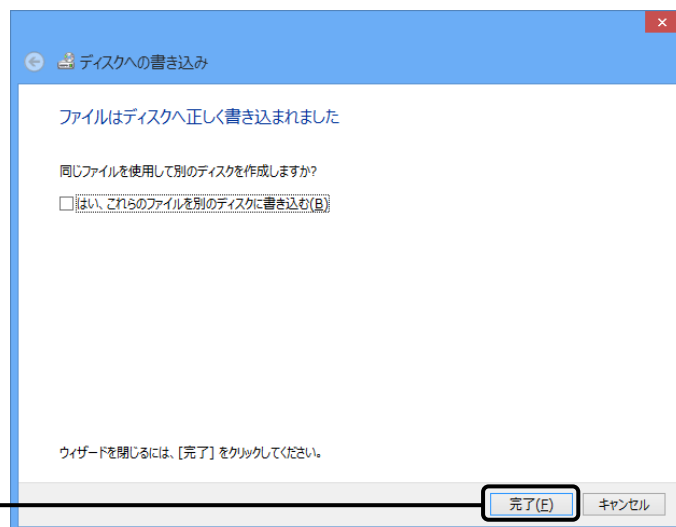 ディスクへの書き込み
ファイルはディスクへ正しく書き込まれました
同じファイルを使用して別のディスクを作成しますか?
はい、これらのファイルを別のディスクに書き込む(B)
ウィザードを閉じるには、[完了] をクリックしてください。
完了(F) キャンセル